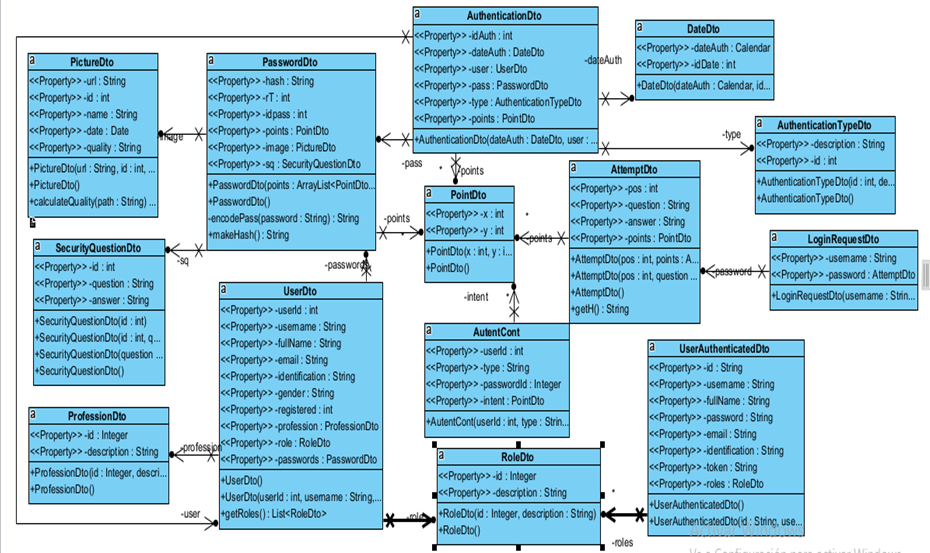 a
AuthenticationDto
<<Property>> -idAuth : int
<<Property>> -dateAuth : DateDto
<<Property>> -user : UserDto
<<Property>> -pass : PasswordDto
<<Property>> -type : AuthenticationTypeDto
<<Property>> -points : PointDto
+AuthenticationDto(dateAuth : DateDto, user : ...
a
DateDto
<<Property>> -dateAuth : Calendar
<<Property>> -idDate : int
+DateDto(dateAuth : Calendar, id...
-dateAuth
a
PictureDto
<<Property>> -url : String
<<Property>> -id : int
<<Property>> -name : String
<<Property>> -date : Date
<<Property>> -quality : String
+PictureDto(url : String, id : int, ...
+PictureDto()
+calculateQuality(path : String) ...
a
PasswordDto
<<Property>> -hash : String
<<Property>> -rT : int
<<Property>> -idpass : int
<<Property>> -points : PointDto
<<Property>> -image : PictureDto
<<Property>> -sq : SecurityQuestionDto
+PasswordDto(points : ArrayList<PointDto...
+PasswordDto()
-encodePass(password : String) : String
+makeHash() : String
-image
-pass
*
-points
-type
a
AuthenticationTypeDto
<<Property>> -description : String
<<Property>> -id : int
+AuthenticationTypeDto(id : int, de...
+AuthenticationTypeDto()
a
AttemptDto
<<Property>> -pos : int
<<Property>> -question : String
<<Property>> -answer : String
<<Property>> -points : PointDto
+AttemptDto(pos : int, points : A...
+AttemptDto(pos : int, question ...
+AttemptDto()
+getH() : String
a
PointDto
<<Property>> -x : int
<<Property>> -y : int
+PointDto(x : int, y : i...
+PointDto()
-points
*
*
-points
a
LoginRequestDto
<<Property>> -username : String
<<Property>> -password : AttemptDto
+LoginRequestDto(username : Strin...
-password
a
SecurityQuestionDto
<<Property>> -id : int
<<Property>> -question : String
<<Property>> -answer : String
+SecurityQuestionDto(id : int)
+SecurityQuestionDto(id : int, q...
+SecurityQuestionDto(question ...
+SecurityQuestionDto()
-sq
-passwords
*
a
UserDto
<<Property>> -userId : int
<<Property>> -username : String
<<Property>> -fullName : String
<<Property>> -email : String
<<Property>> -identification : String
<<Property>> -gender : String
<<Property>> -registered : int
<<Property>> -profession : ProfessionDto
<<Property>> -role : RoleDto
<<Property>> -passwords : PasswordDto
+UserDto()
+UserDto(userId : int, username : String,...
+getRoles() : List<RoleDto>
-intent
*
a
AutentCont
<<Property>> -userId : int
<<Property>> -type : String
<<Property>> -passwordId : Integer
<<Property>> -intent : PointDto
+AutentCont(userId : int, type : Strin...
a
UserAuthenticatedDto
<<Property>> -id : String
<<Property>> -username : String
<<Property>> -fullName : String
<<Property>> -password : String
<<Property>> -email : String
<<Property>> -identification : String
<<Property>> -token : String
<<Property>> -roles : RoleDto
+UserAuthenticatedDto()
+UserAuthenticatedDto(id : String, use...
a
ProfessionDto
<<Property>> -id : Integer
<<Property>> -description : String
+ProfessionDto(id : Integer, descri...
+ProfessionDto()
-profession
a
RoleDto
<<Property>> -id : Integer
<<Property>> -description : String
+RoleDto(id : Integer, description : String)
+RoleDto()
-user
-role
*
-roles